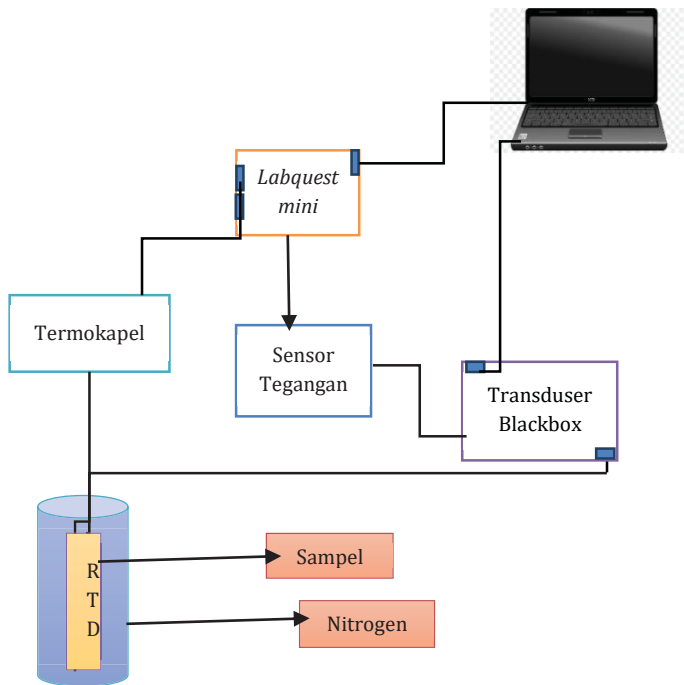 Labquest
mini
Termokapel
Sensor
Tegangan
Transduser
Blackbox
R
T
D
Sampel
Nitrogen